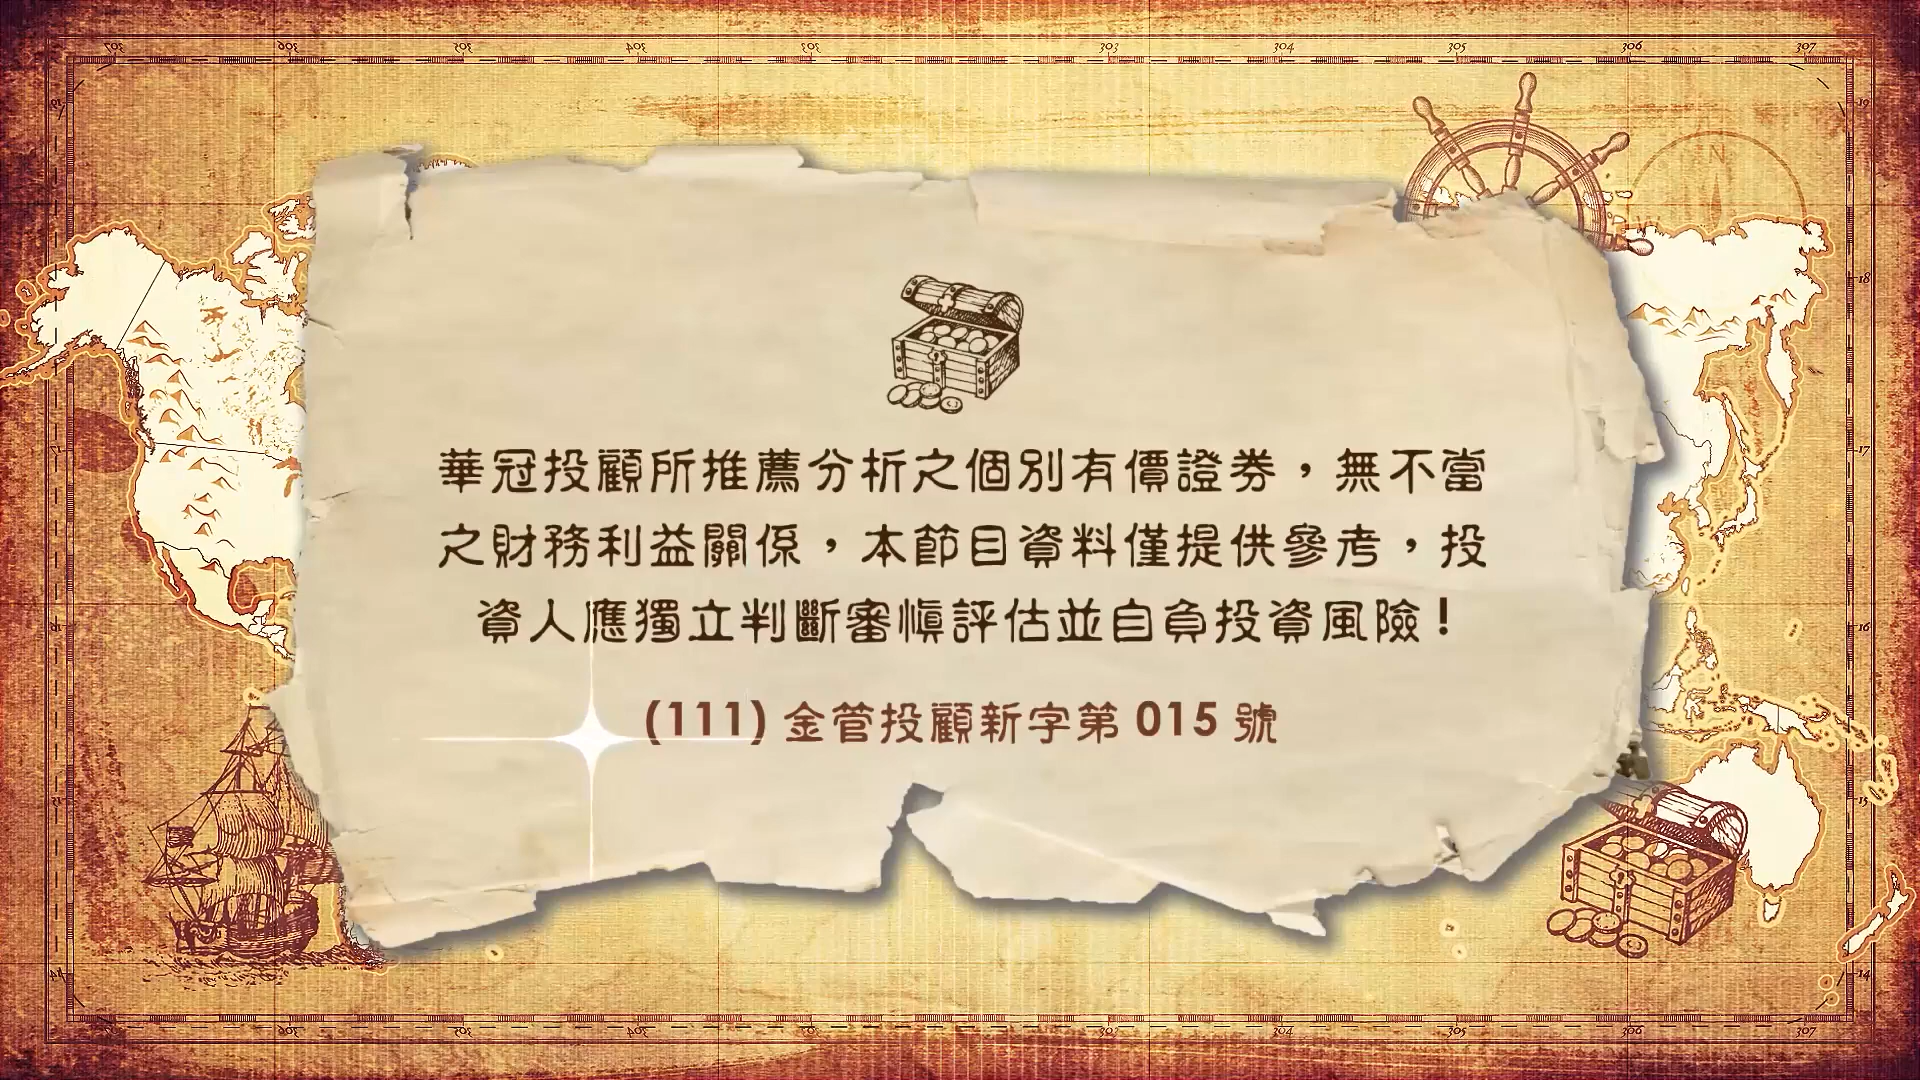 華冠投顧所推薦分析之個別有價證券，無不當
之財務利益關係，本節目資料僅提供參考，投
資人應獨立判斷審慎評估並自負投資風險！
(111) 金管投顧新字第 015 號